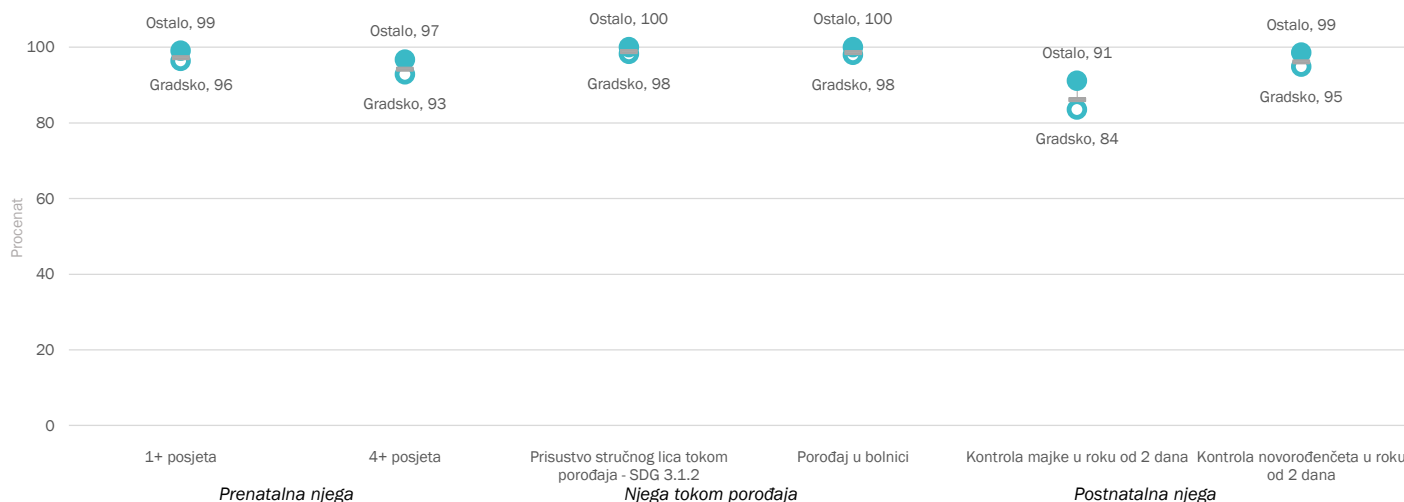 Ostalo, 99
Ostalo, 97
Ostalo, 100
Ostalo, 100
Ostalo, 91
Ostalo, 99
Gradsko, 96
Gradsko, 93
Gradsko, 98
Gradsko, 98
Gradsko, 84
Gradsko, 95
100
80
60
40
20
0
Procenat
1+ posjeta
4+ posjeta
Prisustvo stručnog lica tokom
porođaja - SDG 3.1.2
Porođaj u bolnici
Kontrola majke u roku od 2 dana
Kontrola novorođenčeta u roku
od 2 dana
Prenatalna njega
Njega tokom porođaja
Postnatalna njega